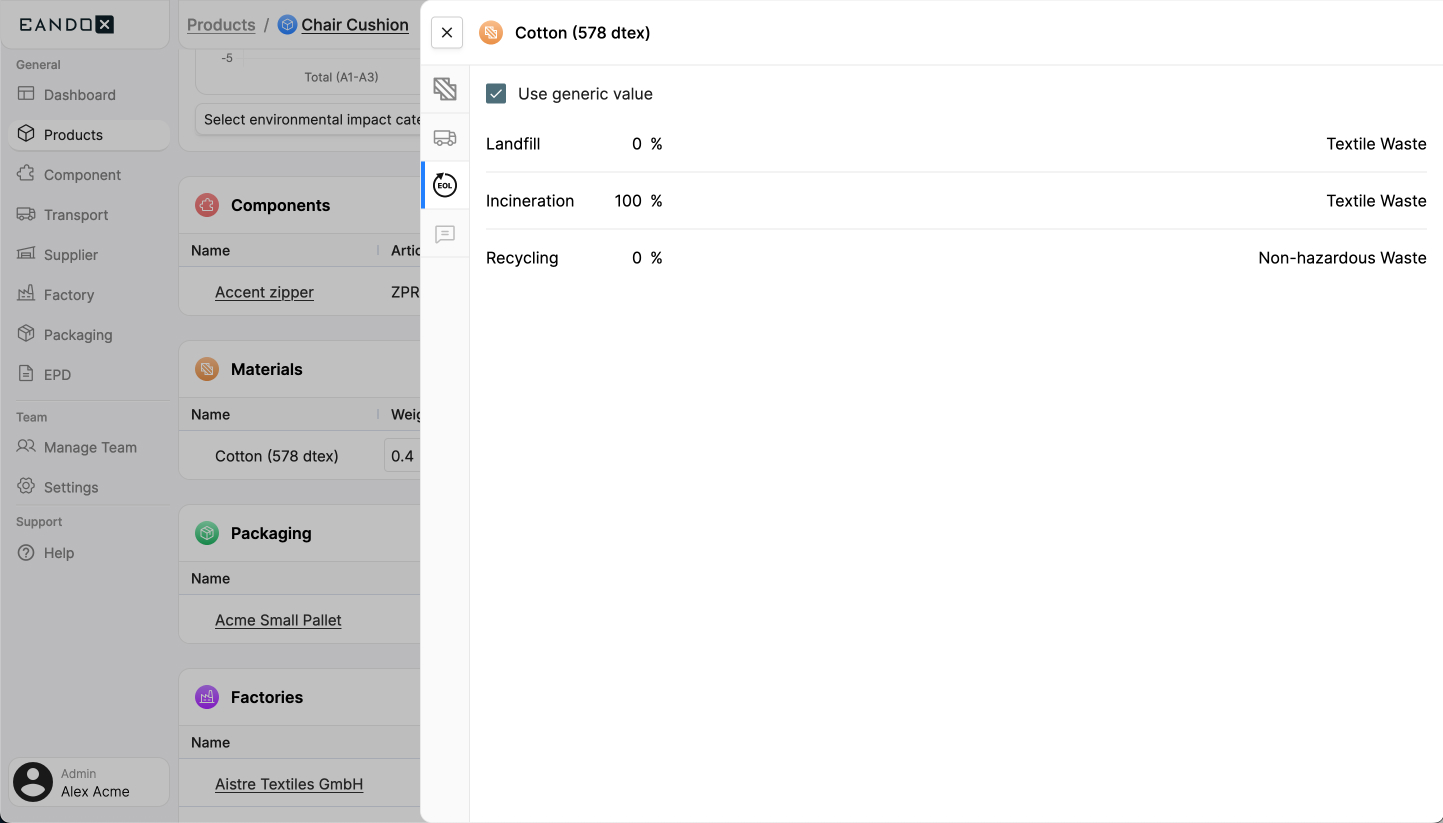 EANDOX
General
Dashboard
Products
Component
Transport
Supplier
Factory
Packaging
EPD
Team
Manage Team
Settings
Support
Help
Admin
Alex Acme
Products / Chair Cushion
-5
Total (A1-A3)
Select environmental impact cate
Components
Name Artic
Accent zipper ZPR
Materials
Name Weig
Cotton (578 dtex) 0.4
Packaging
Name
Acme Small Pallet
Factories
Name
Aistre Textiles GmbH
Cotton (578 dtex)
EOL
Use generic value
Landfill 0 % Textile Waste
Incineration 100 % Textile Waste
Recycling 0 % Non-hazardous Waste